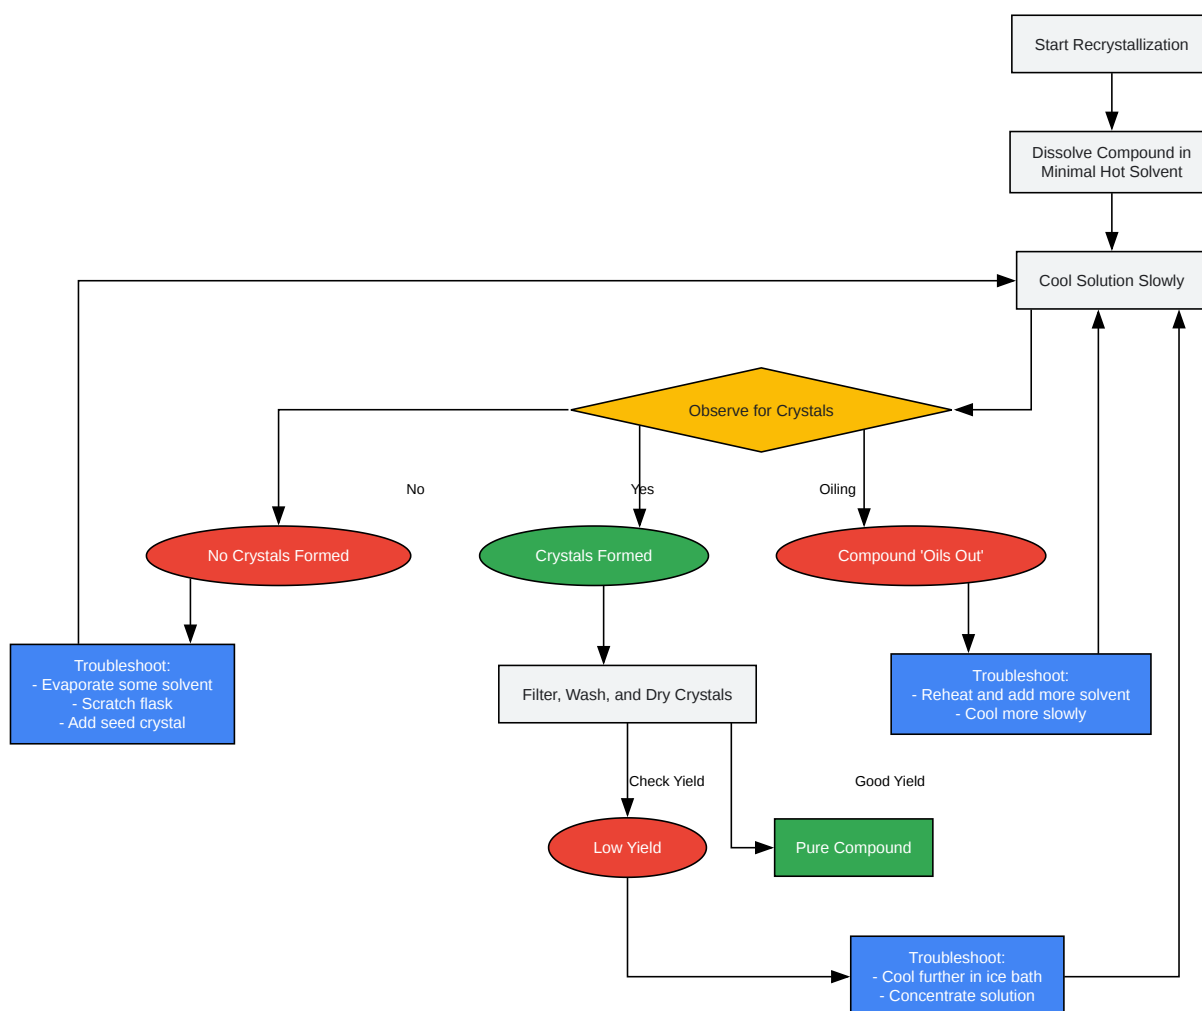 Start Recrystallization
Dissolve Compound in
Minimal Hot Solvent
Cool Solution Slowly
Observe for Crystals
No
Yes
Oiling
No Crystals Formed
Crystals Formed
Compound 'Oils Out'
Troubleshoot:
- Evaporate some solvent
- Scratch flask
- Add seed crystal
Filter, Wash, and Dry Crystals
Troubleshoot:
- Reheat and add more solvent
- Cool more slowly
Check Yield
Good Yield
Low Yield
Pure Compound
Troubleshoot:
- Cool further in ice bath
- Concentrate solution